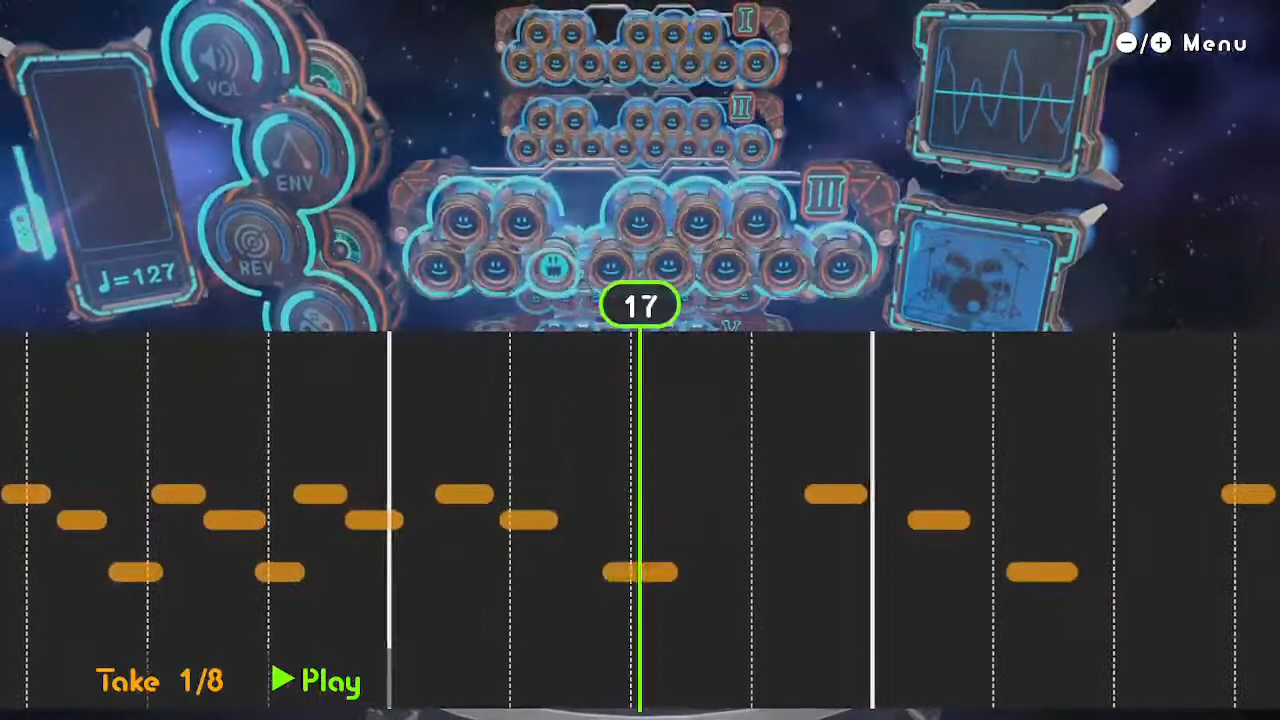 I
−/+ Menu
VOL
II
ENV
III
♩=127
REV
17
V
Take 1/8
Play